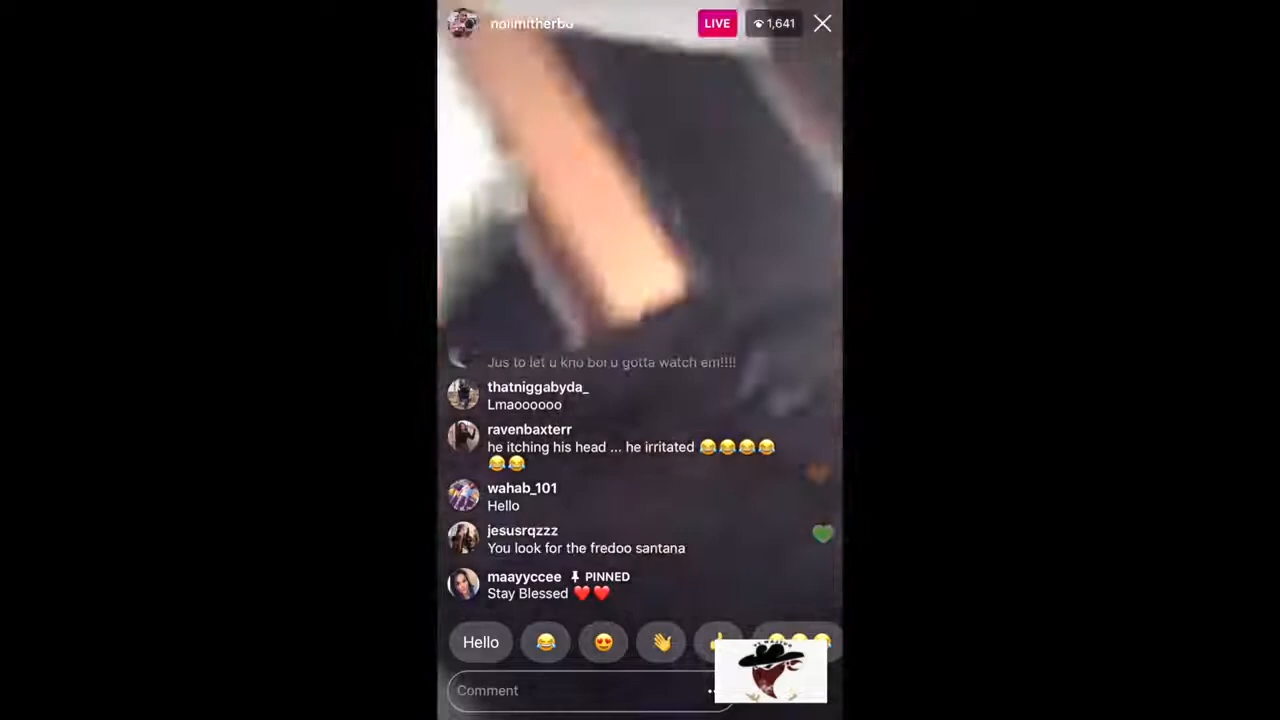 LIVE
1,641
Jus to let u kno boi u gotta watch em!!!!
thatniggabyda_
Lmaoooooo
ravenbaxterr
he itching his head ... he irritated 😂😂😂😂
😂😂
wahab_101
Hello
jesusrqzzz
You look for the fredoo santana
maayyccee PINNED
Stay Blessed ❤️❤️
Hello 😂 😍 👋 👍 😂😂😂
Comment